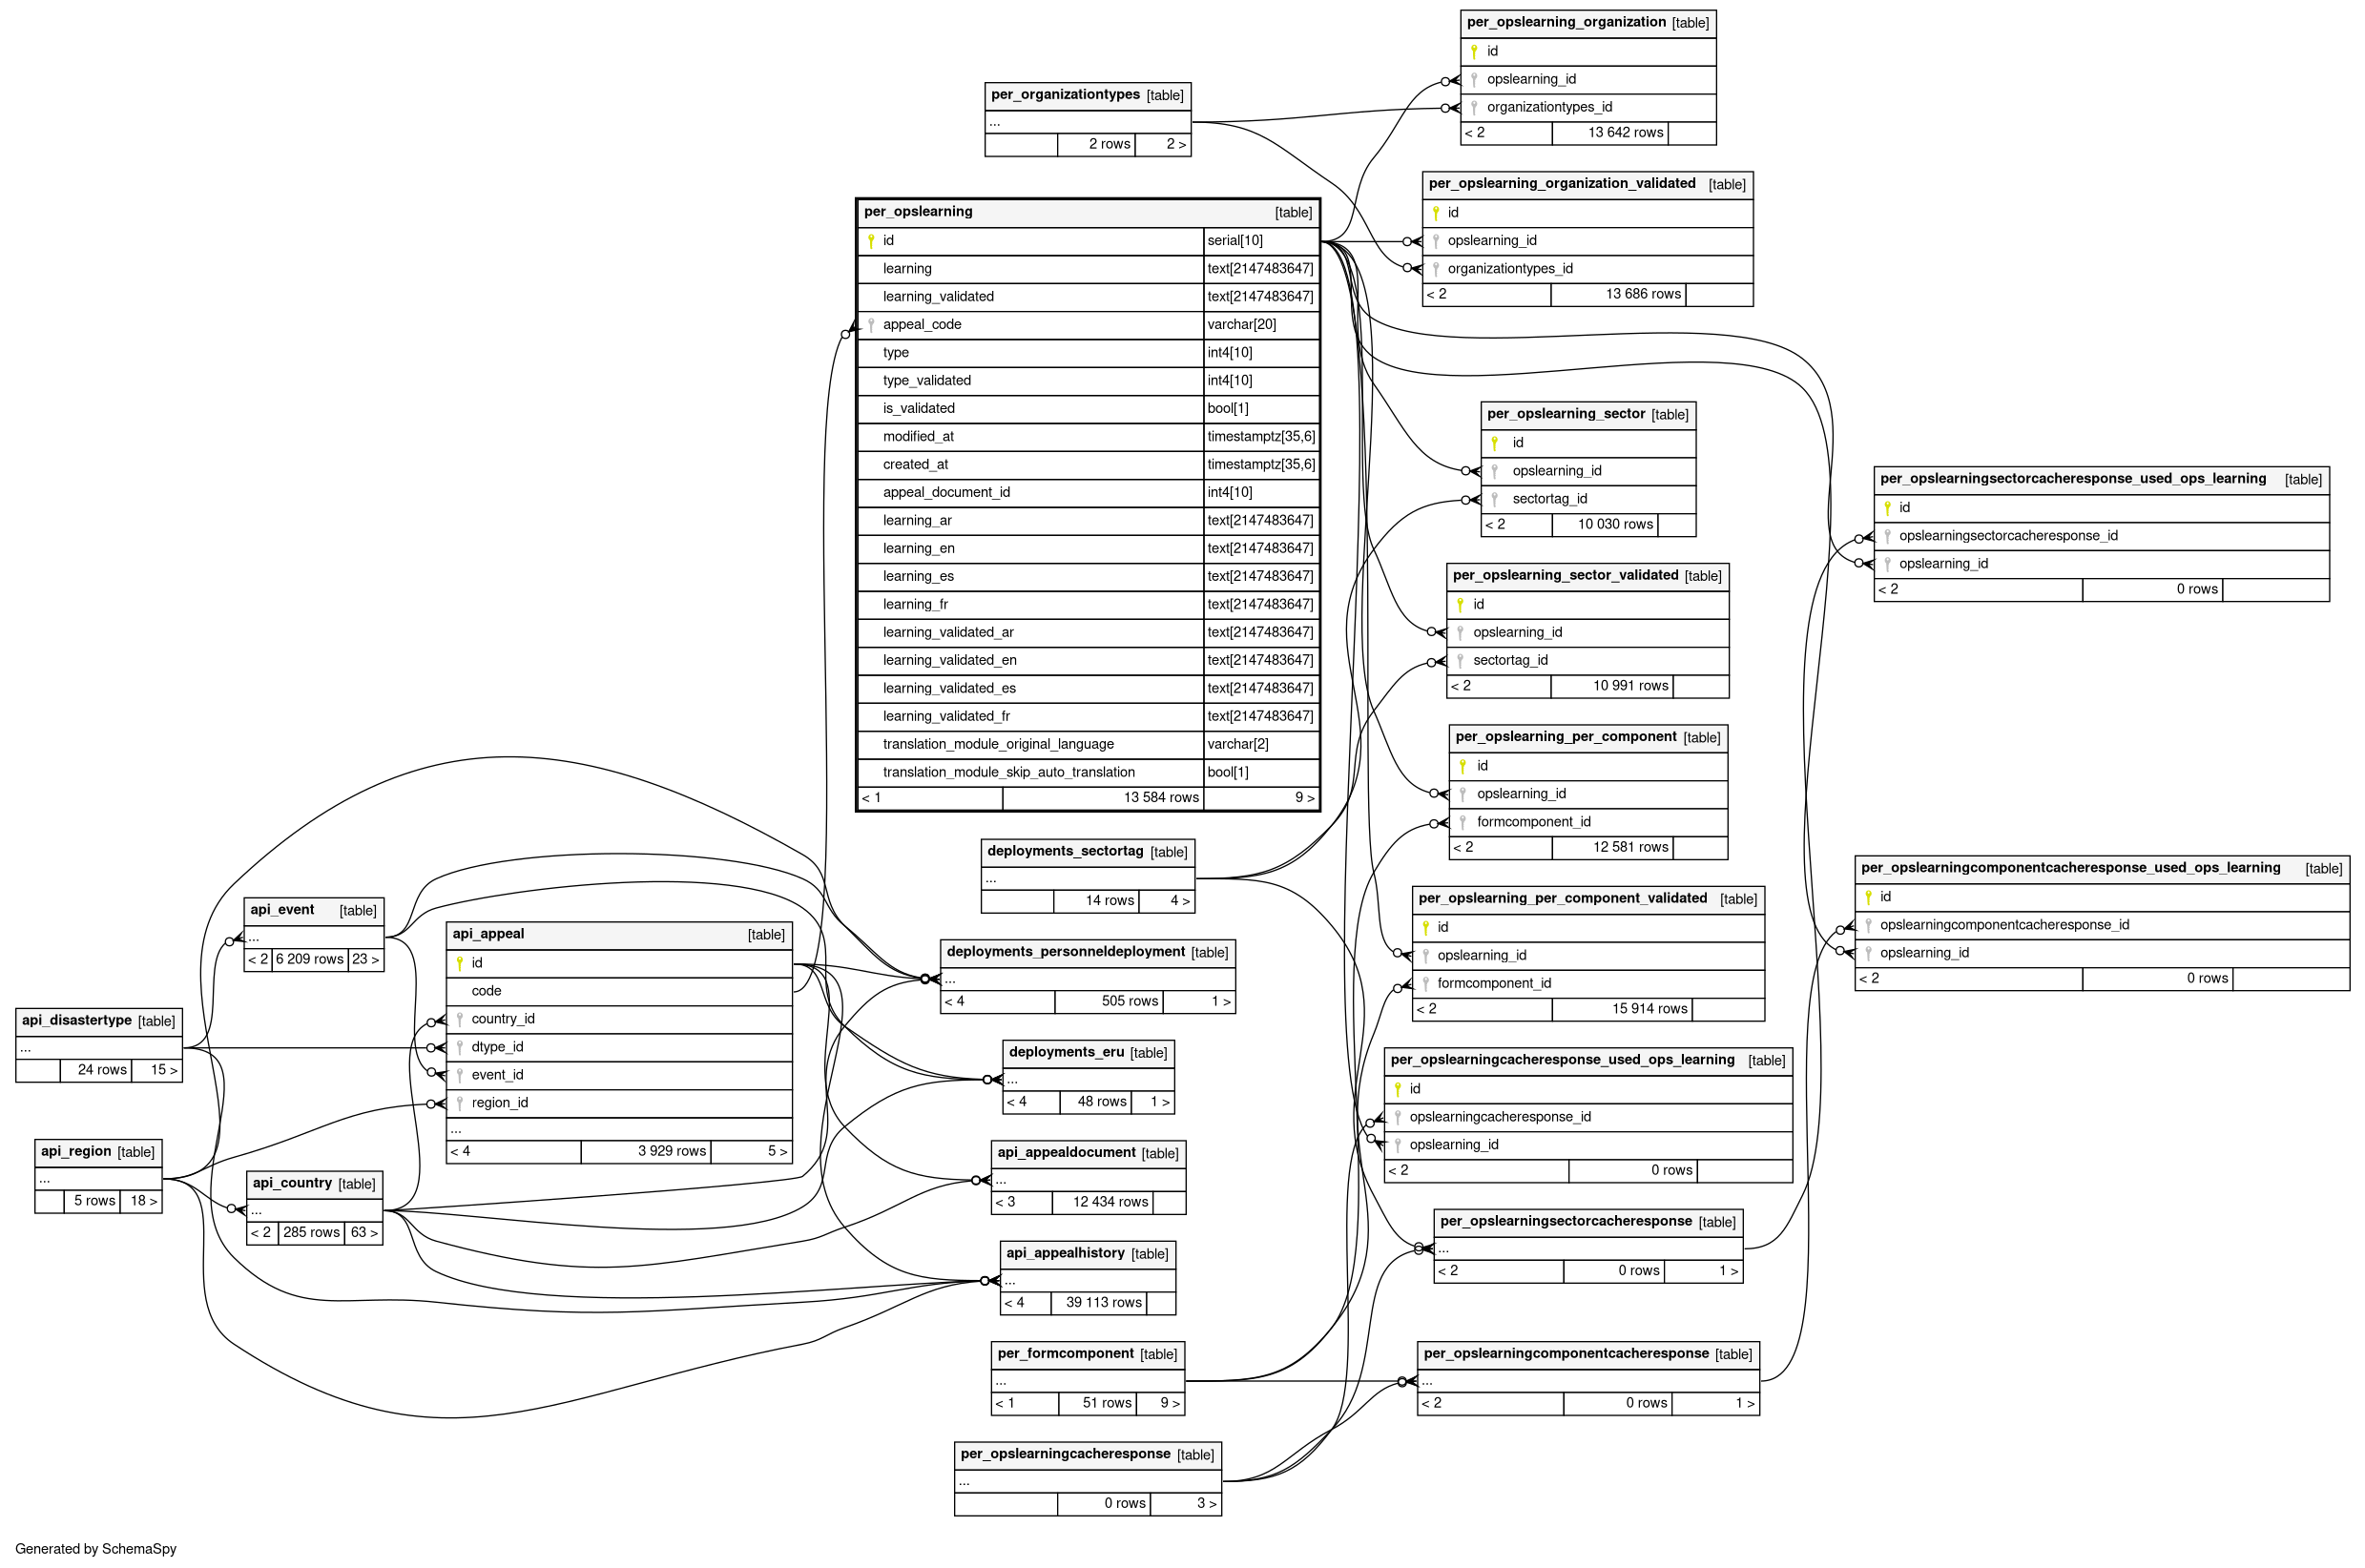 per_opslearning_organization [table]
id
opslearning_id
organizationtypes_id
< 2 13 642 rows
per_organizationtypes [table]
...
2 rows 2 >
per_opslearning_organization_validated [table]
id
opslearning_id
organizationtypes_id
< 2 13 686 rows
per_opslearning [table]
id serial[10]
learning text[2147483647]
learning_validated text[2147483647]
appeal_code varchar[20]
type int4[10]
type_validated int4[10]
is_validated bool[1]
modified_at timestamptz[35,6]
created_at timestamptz[35,6]
appeal_document_id int4[10]
learning_ar text[2147483647]
learning_en text[2147483647]
learning_es text[2147483647]
learning_fr text[2147483647]
learning_validated_ar text[2147483647]
learning_validated_en text[2147483647]
learning_validated_es text[2147483647]
learning_validated_fr text[2147483647]
translation_module_original_language varchar[2]
translation_module_skip_auto_translation bool[1]
< 1 13 584 rows 9 >
per_opslearning_sector [table]
id
opslearning_id
sectortag_id
< 2 10 030 rows
per_opslearningsectorcacheresponse_used_ops_learning [table]
id
opslearningsectorcacheresponse_id
opslearning_id
< 2 0 rows
per_opslearning_sector_validated [table]
id
opslearning_id
sectortag_id
< 2 10 991 rows
per_opslearning_per_component [table]
id
opslearning_id
formcomponent_id
< 2 12 581 rows
deployments_sectortag [table]
...
14 rows 4 >
per_opslearningcomponentcacheresponse_used_ops_learning [table]
id
opslearningcomponentcacheresponse_id
opslearning_id
< 2 0 rows
per_opslearning_per_component_validated [table]
id
opslearning_id
formcomponent_id
< 2 15 914 rows
api_event [table]
...
< 2 6 209 rows 23 >
api_appeal [table]
id
code
country_id
dtype_id
event_id
region_id
...
< 4 3 929 rows 5 >
deployments_personneldeployment [table]
...
< 4 505 rows 1 >
api_disastertype [table]
...
24 rows 15 >
deployments_eru [table]
...
< 4 48 rows 1 >
per_opslearningcacheresponse_used_ops_learning [table]
id
opslearningcacheresponse_id
opslearning_id
< 2 0 rows
api_region [table]
...
5 rows 18 >
api_country [table]
...
< 2 285 rows 63 >
api_appealdocument [table]
...
< 3 12 434 rows
per_opslearningsectorcacheresponse [table]
...
< 2 0 rows 1 >
api_appealhistory [table]
...
< 4 39 113 rows
per_formcomponent [table]
...
< 1 51 rows 9 >
per_opslearningcomponentcacheresponse [table]
...
< 2 0 rows 1 >
per_opslearningcacheresponse [table]
...
0 rows 3 >
Generated by SchemaSpy